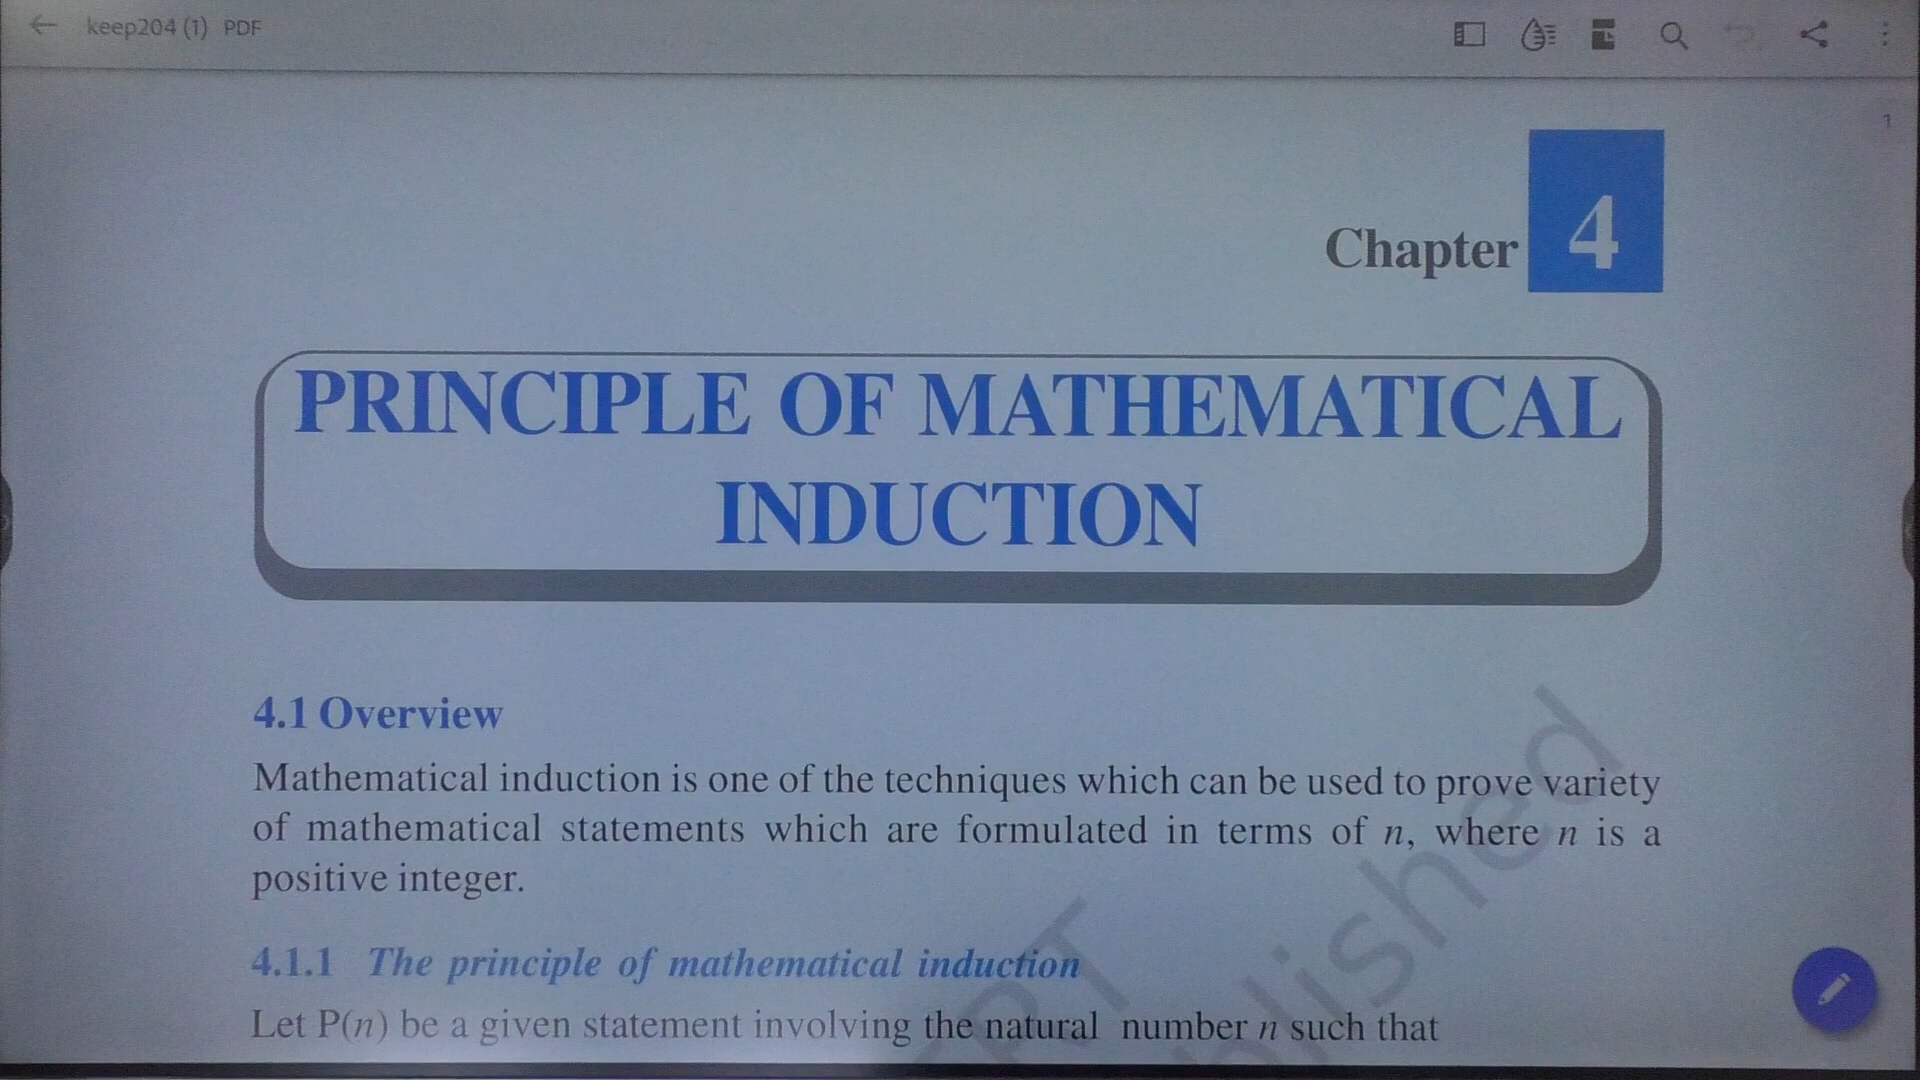 keep204 (1) PDF
1
Chapter 4
PRINCIPLE OF MATHEMATICAL
INDUCTION
4.1 Overview
Mathematical induction is one of the techniques which can be used to prove variety
of mathematical statements which are formulated in terms of n, where n is a
positive integer.
4.1.1 The principle of mathematical induction
Let P(n) be a given statement involving the natural number n such that